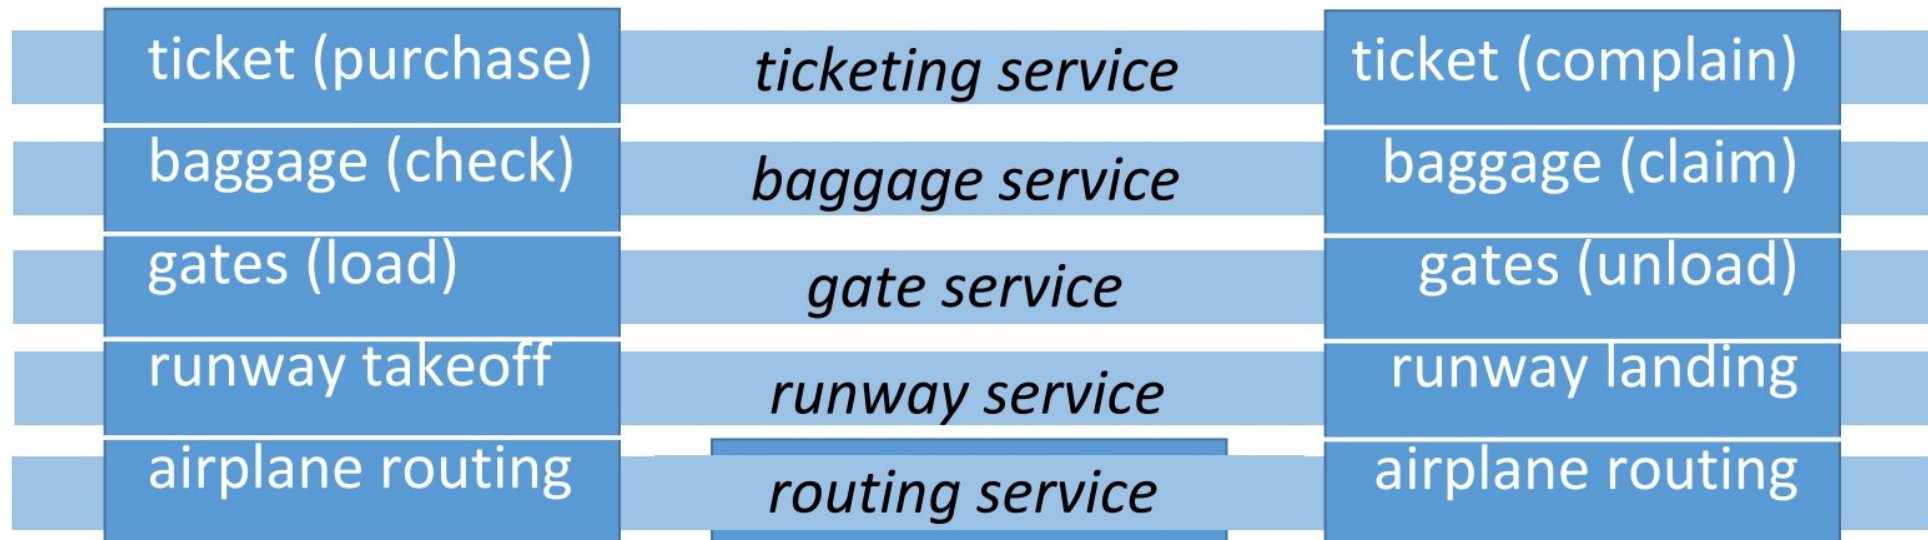 ticket (purchase) ticketing service ticket (complain)
baggage (check) baggage service baggage (claim)
gates (load) gate service gates (unload)
runway takeoff runway service runway landing
airplane routing routing service airplane routing